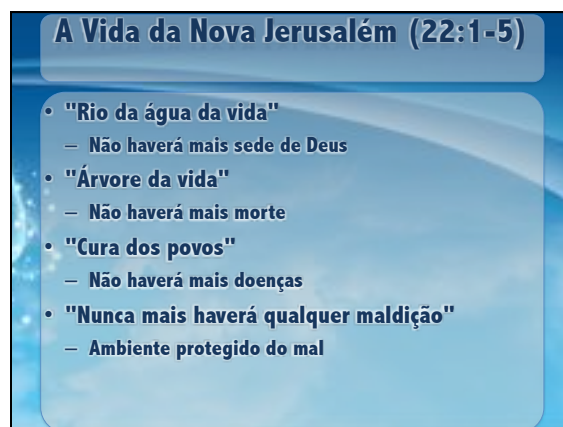 A Vida da Nova Jerusalém (22:1-5)
• "Rio da água da vida"
– Não haverá mais sede de Deus
• "Árvore da vida"
– Não haverá mais morte
• "Cura dos povos"
– Não haverá mais doenças
• "Nunca mais haverá qualquer maldição"
– Ambiente protegido do mal